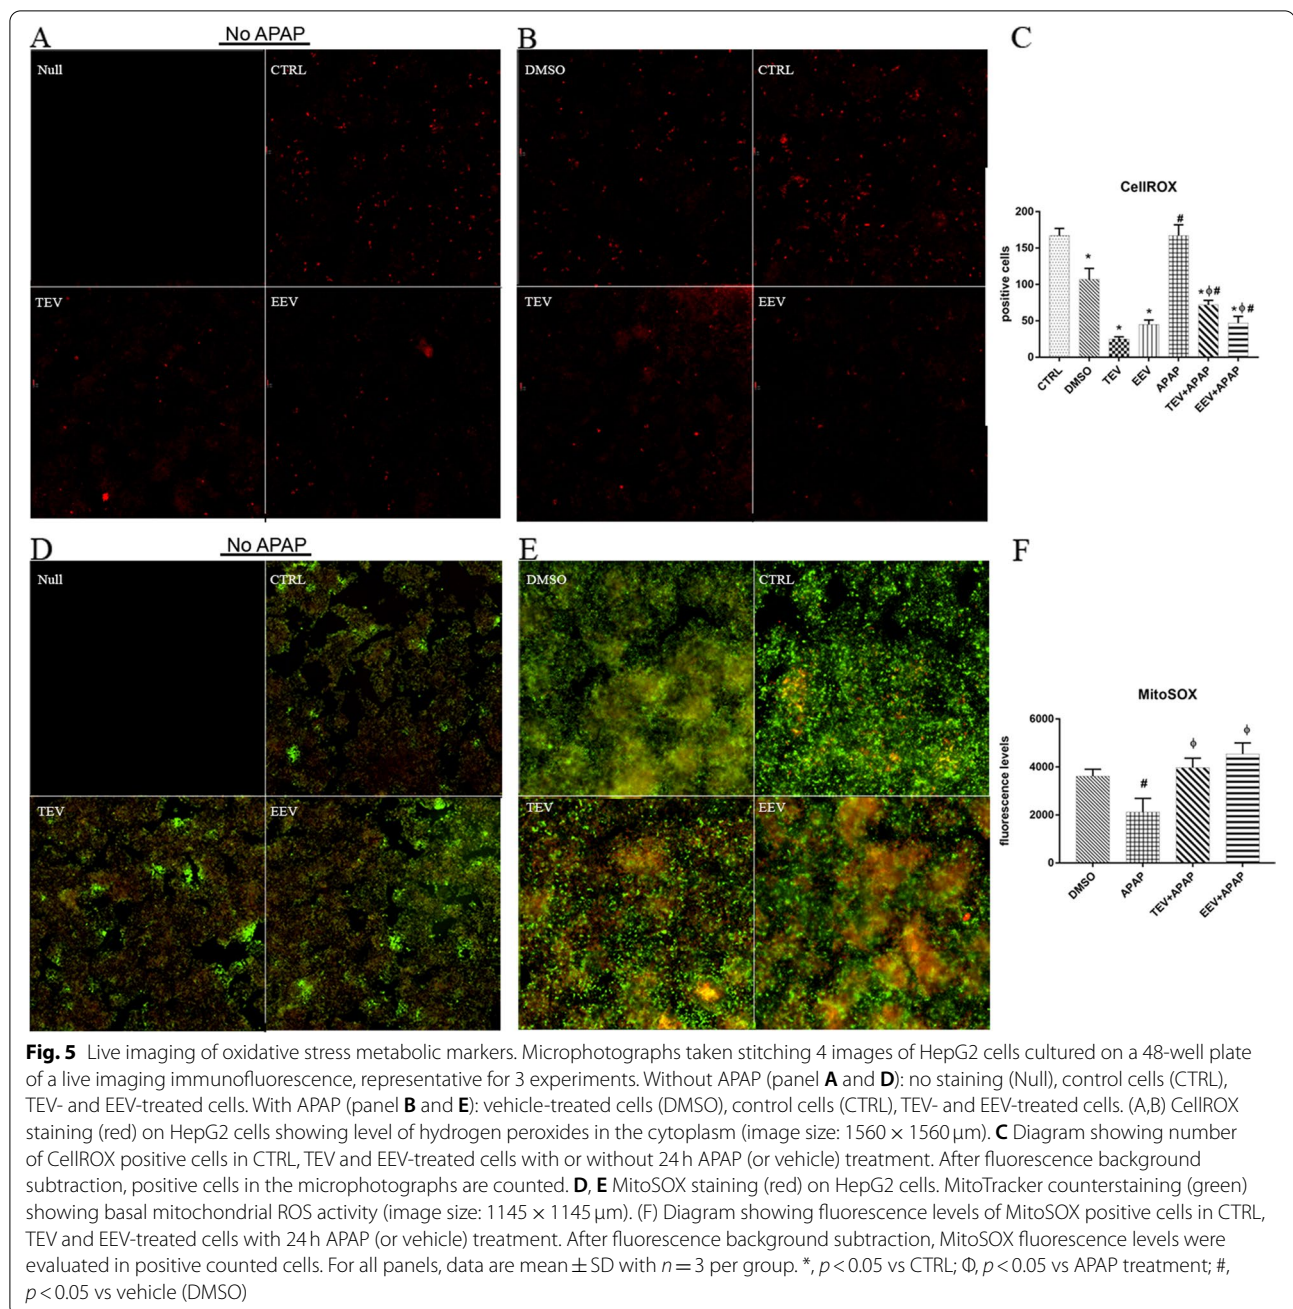 A
No APAP
B
C
Null
CTRL
DMSO
CTRL
TEV
EEV
TEV
EEV
CellROX
positive cells
200
150
100
50
0
*
*
*
#
*ϕ#
*ϕ#
CTRL
DMSO
TEV
EEV
APAP
TEV+APAP
EEV+APAP
D
No APAP
E
F
Null
CTRL
DMSO
CTRL
TEV
EEV
TEV
EEV
MitoSOX
fluorescence levels
6000
4000
2000
0
#
ϕ
ϕ
DMSO
APAP
TEV+APAP
EEV+APAP
Fig. 5 Live imaging of oxidative stress metabolic markers. Microphotographs taken stitching 4 images of HepG2 cells cultured on a 48-well plate
of a live imaging immunofluorescence, representative for 3 experiments. Without APAP (panel A and D): no staining (Null), control cells (CTRL),
TEV- and EEV-treated cells. With APAP (panel B and E): vehicle-treated cells (DMSO), control cells (CTRL), TEV- and EEV-treated cells. (A,B) CellROX
staining (red) on HepG2 cells showing level of hydrogen peroxides in the cytoplasm (image size: 1560 × 1560 μm). C Diagram showing number
of CellROX positive cells in CTRL, TEV and EEV-treated cells with or without 24 h APAP (or vehicle) treatment. After fluorescence background
subtraction, positive cells in the microphotographs are counted. D, E MitoSOX staining (red) on HepG2 cells. MitoTracker counterstaining (green)
showing basal mitochondrial ROS activity (image size: 1145 × 1145 μm). (F) Diagram showing fluorescence levels of MitoSOX positive cells in CTRL,
TEV and EEV-treated cells with 24 h APAP (or vehicle) treatment. After fluorescence background subtraction, MitoSOX fluorescence levels were
evaluated in positive counted cells. For all panels, data are mean ± SD with n = 3 per group. *, p < 0.05 vs CTRL; Φ, p < 0.05 vs APAP treatment; #,
p < 0.05 vs vehicle (DMSO)